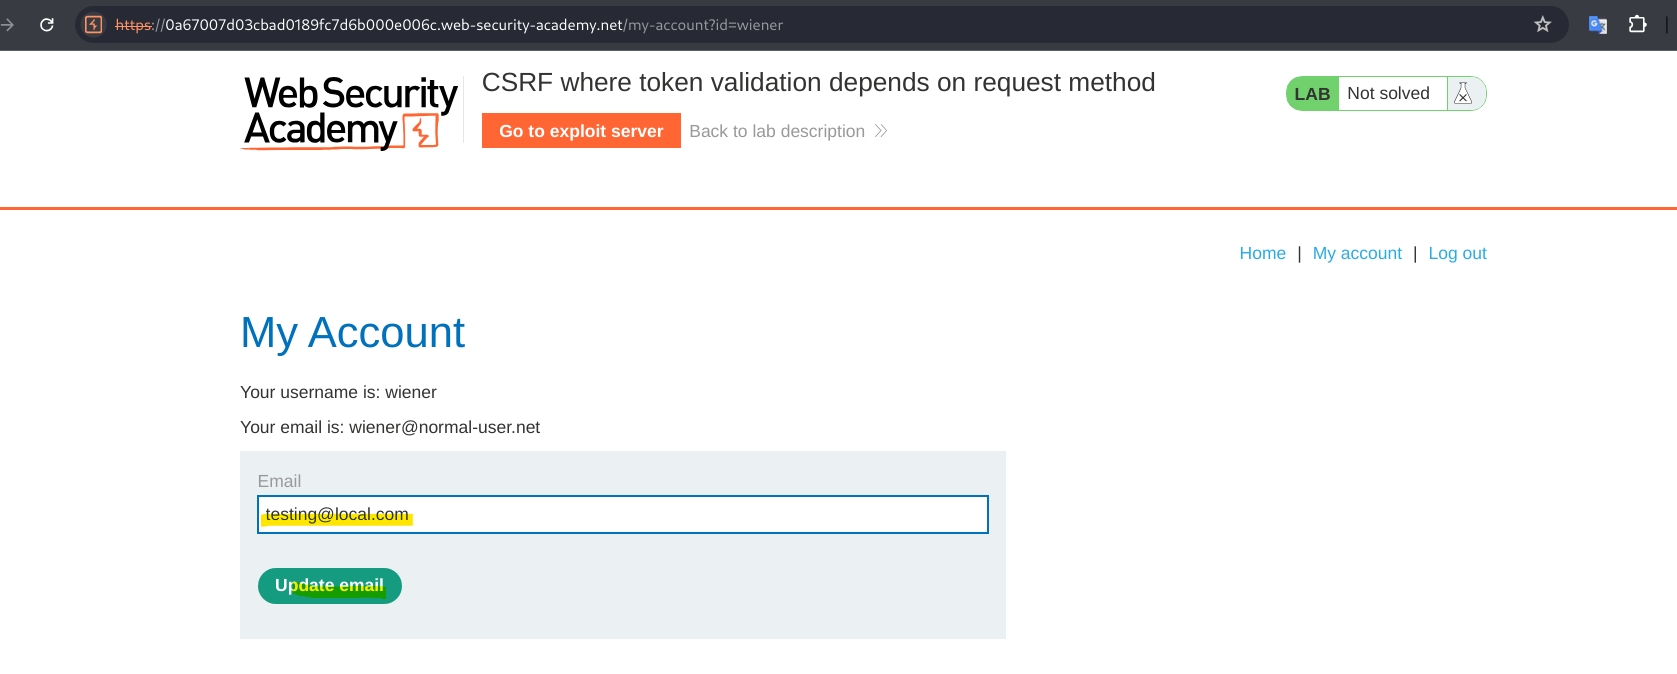 https://0a67007d03cbad0189fc7d6b000e006c.web-security-academy.net/my-account?id=wiener
Web Security
Academy
CSRF where token validation depends on request method
Go to exploit server
Back to lab description
LAB
Not solved
Home | My account | Log out
My Account
Your username is: wiener
Your email is: wiener@normal-user.net
Email
testing@local.com
Update email